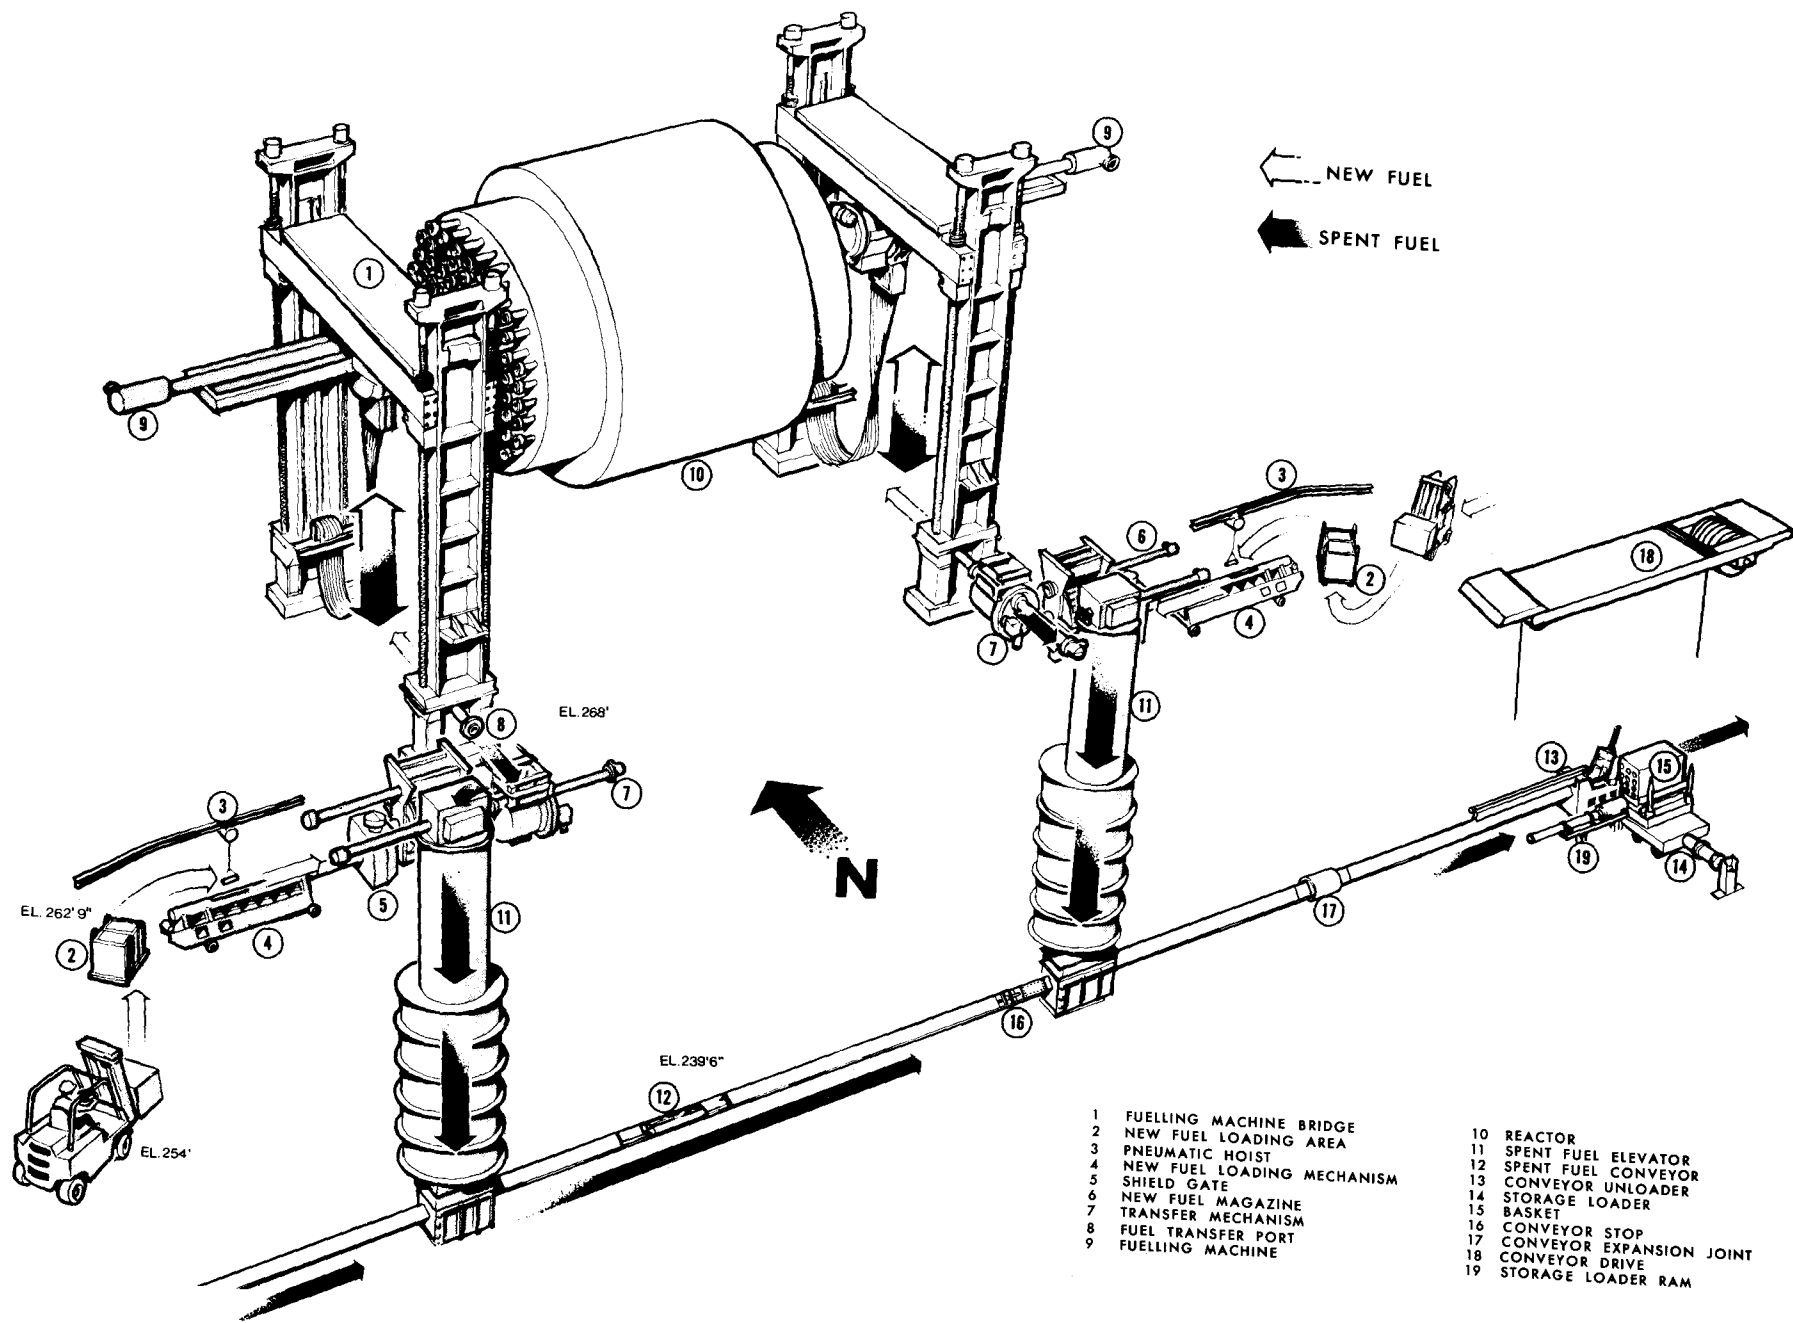 9
NEW FUEL
SPENT FUEL
1
9
10
3
6
2
18
4
7
8
EL.268'
11
13
15
3
7
N
19
14
5
11
17
EL.262'9"
4
2
16
EL.239'6"
12
EL.254'
1 FUELLING MACHINE BRIDGE
2 NEW FUEL LOADING AREA
3 PNEUMATIC HOIST
4 NEW FUEL LOADING MECHANISM
5 SHIELD GATE
6 NEW FUEL MAGAZINE
7 TRANSFER MECHANISM
8 FUEL TRANSFER PORT
9 FUELLING MACHINE
10 REACTOR
11 SPENT FUEL ELEVATOR
12 SPENT FUEL CONVEYOR
13 CONVEYOR UNLOADER
14 STORAGE LOADER
15 BASKET
16 CONVEYOR STOP
17 CONVEYOR EXPANSION JOINT
18 CONVEYOR DRIVE
19 STORAGE LOADER RAM